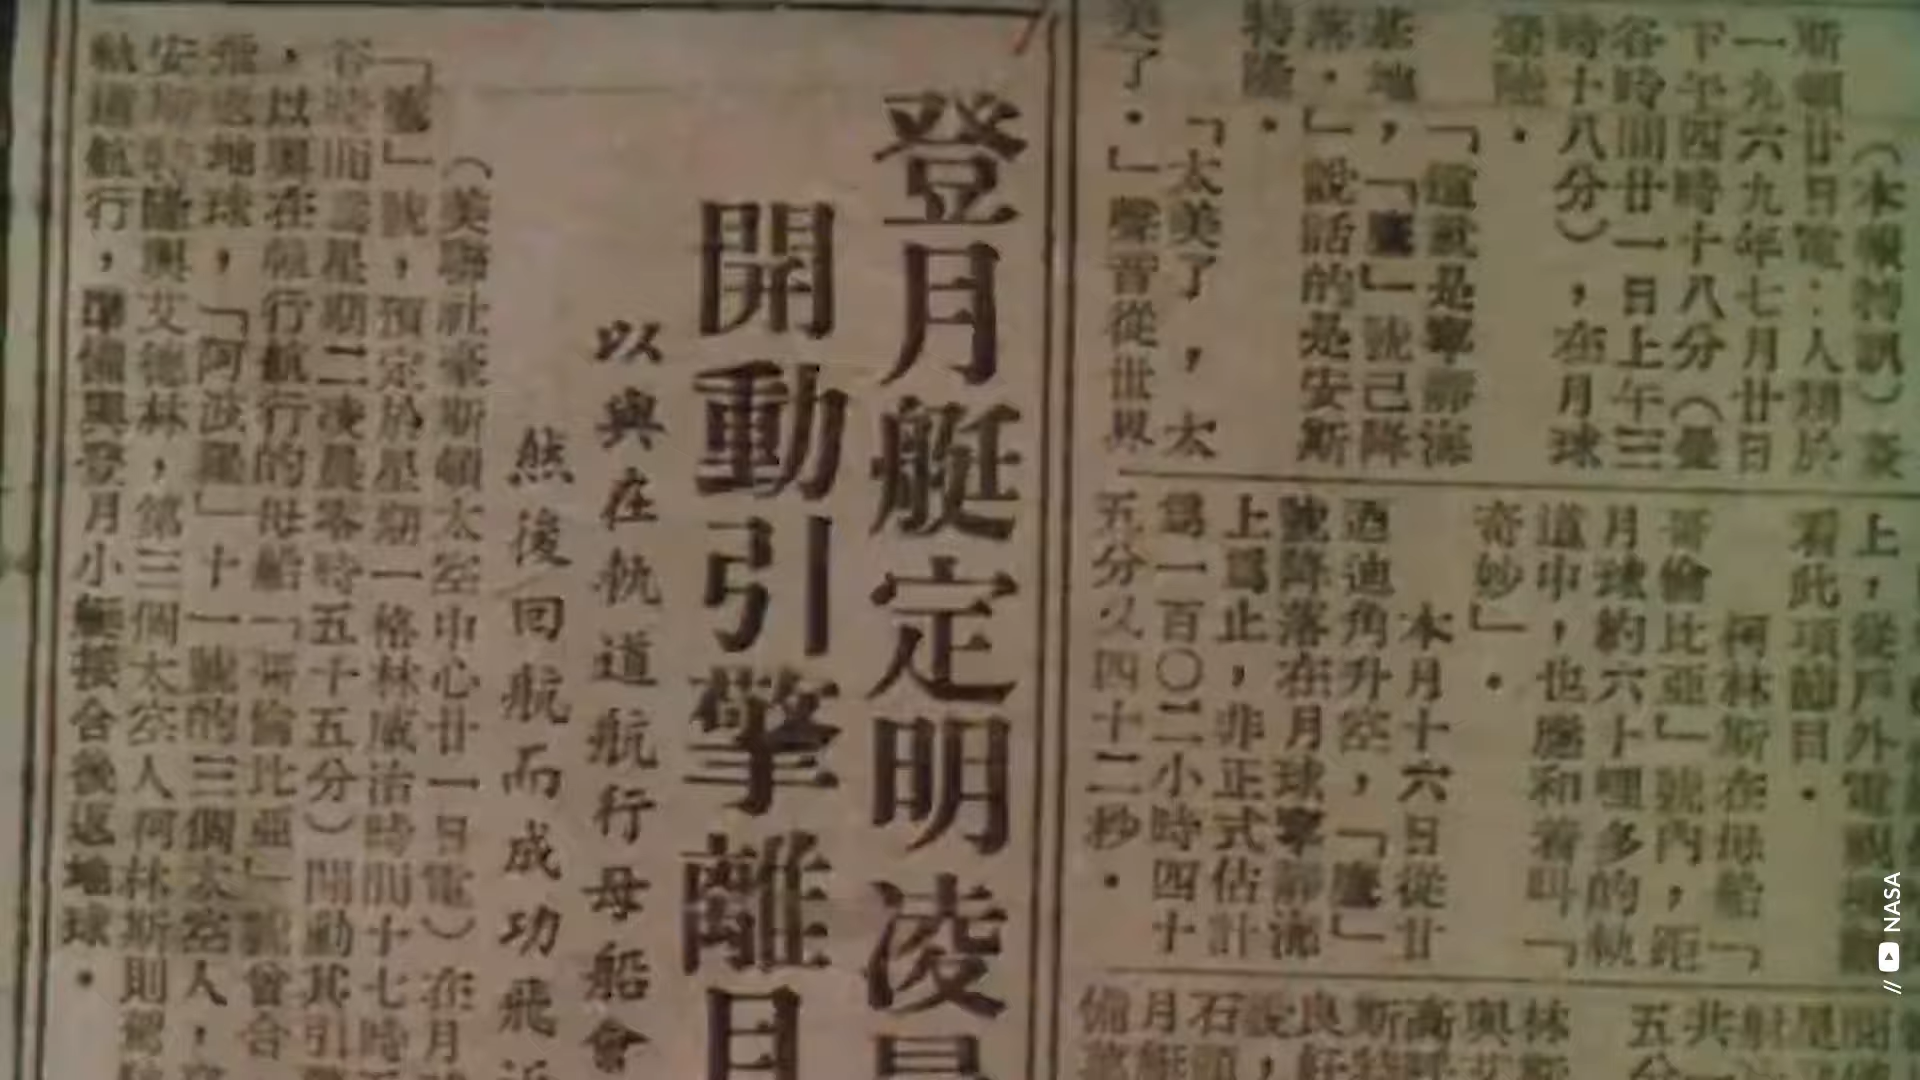 （本報特訊）豪
斯頓廿日電：人類於
一九六九年七月廿日
下午四時十八分（曼
谷時間廿一日上午三
時十八分），在月球
登陸．
「這就是寧靜海
基地，「鷹」號已降
落．」說話的是安斯
特隆．
「太美了，太
美了．」聲音從世界
上，從戶外電視
看此項節目．
柯林斯在母船「
哥倫比亞」號內，距
月球約六十哩多的軌
道中，也應和着叫「
奇妙」．
本月十六日從甘
迺迪角升空，「鷹」
號降落在月球寧靜海
上爲止，非正式估計
爲一百〇二小時四十
五分又四十二秒．
登月艇定明凌
開動引擎離月
以與在軌道航行母船會
然後回航而成功飛
（美聯社豪斯頓太空中心廿一日電）在月
「鷹」號，預定於星期一格林威治時間十七時
谷時間星期二凌晨零時五十五分）開動其引
，以與在航行的母船「哥倫比亞」號會合
飛返地球，「阿波羅」十一號的三個太空人，
安斯特隆與艾德林，第三個太空人柯林斯則駕
軌道航行，準備與登月小艇接合後返地球．
// NASA